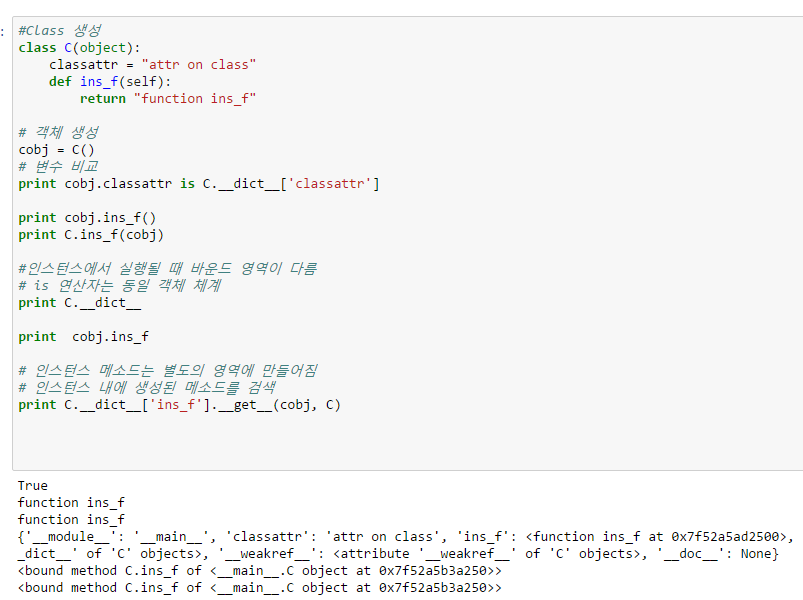 :
#Class 생성
class C(object):
    classattr = "attr on class"
    def ins_f(self):
        return "function ins_f"
# 객체 생성
cobj = C()
# 변수 비교
print cobj.classattr is C.__dict__['classattr']
print cobj.ins_f()
print C.ins_f(cobj)
#인스턴스에서 실행될 때 바운드 영역이 다름
# is 연산자는 동일 객체 체계
print C.__dict__
print  cobj.ins_f
# 인스턴스 메소드는 별도의 영역에 만들어짐
# 인스턴스 내에 생성된 메소드를 검색
print C.__dict__['ins_f'].__get__(cobj, C)
True
function ins_f
function ins_f
{'__module__': '__main__', 'classattr': 'attr on class', 'ins_f': <function ins_f at 0x7f52a5ad2500>,
_dict__' of 'C' objects>, '__weakref__': <attribute '__weakref__' of 'C' objects>, '__doc__': None}
<bound method C.ins_f of <__main__.C object at 0x7f52a5b3a250>>
<bound method C.ins_f of <__main__.C object at 0x7f52a5b3a250>>